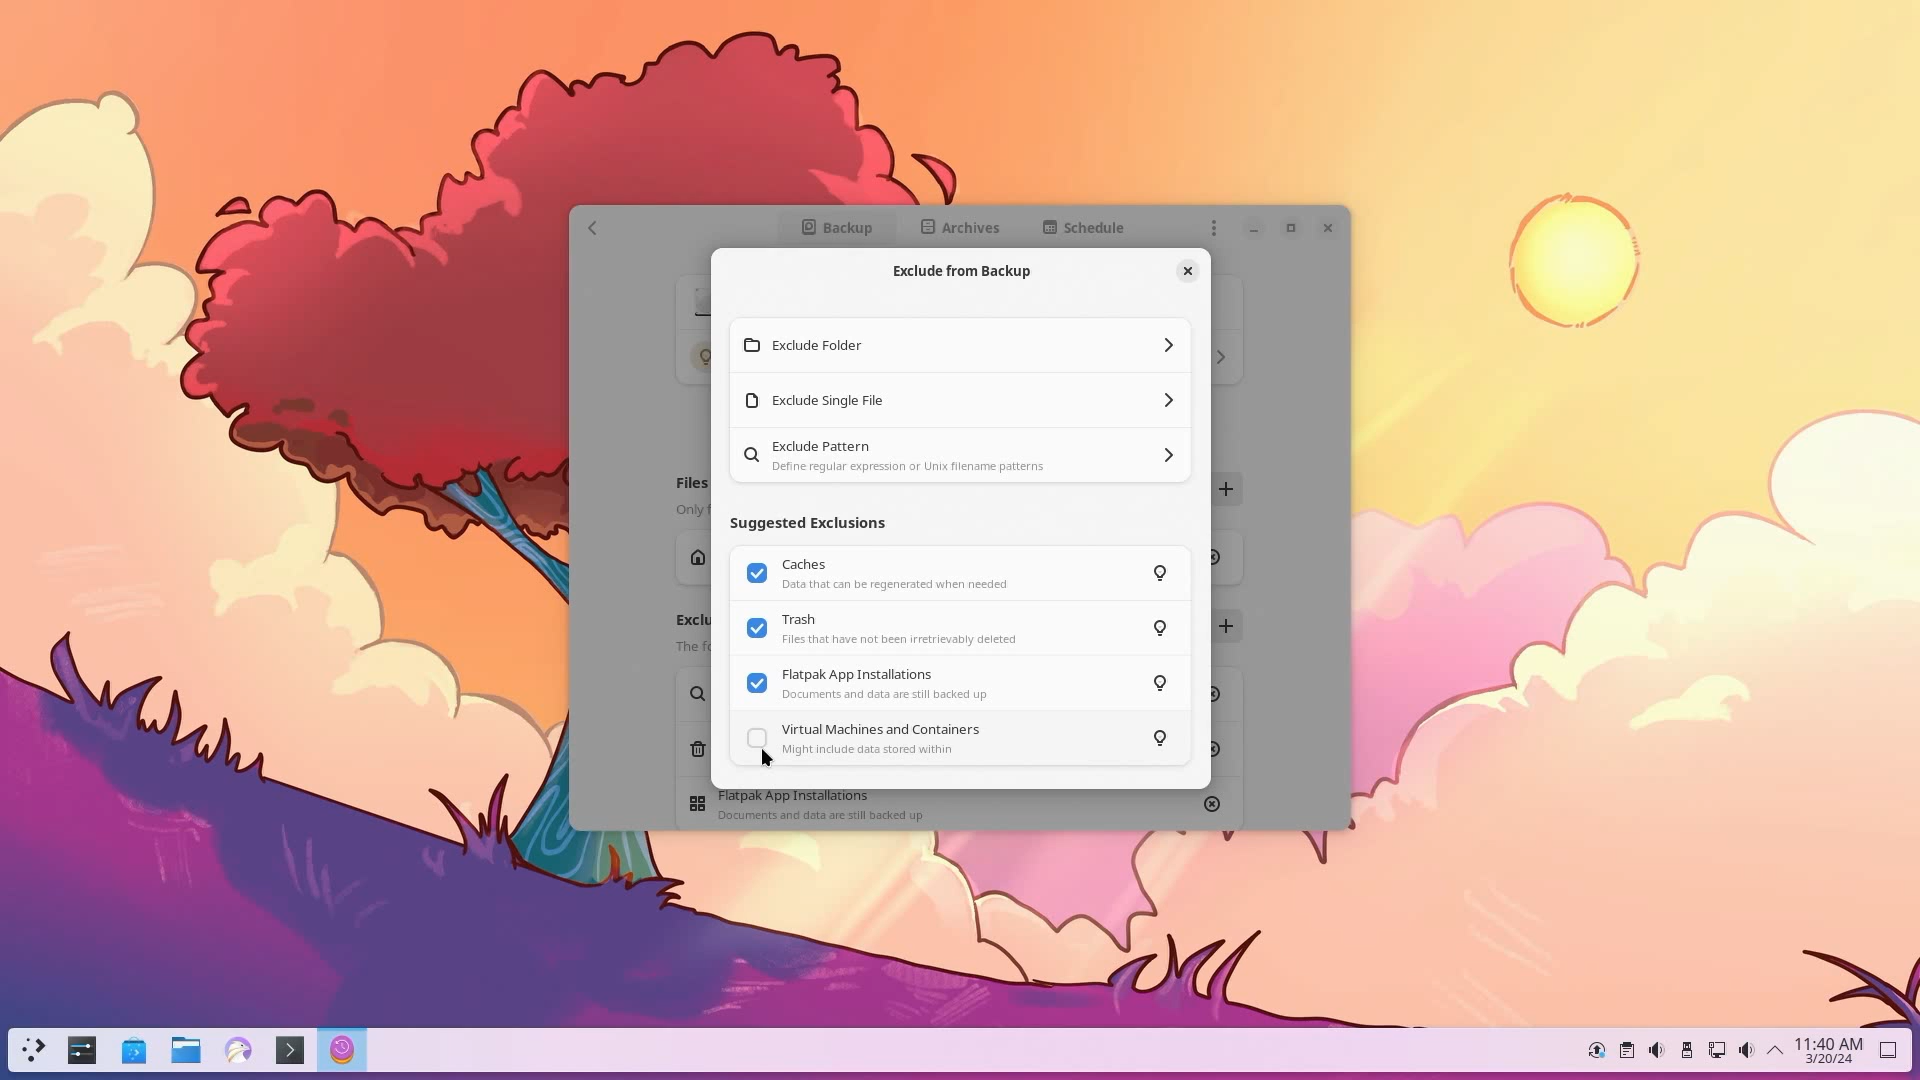 Backup
Archives
Schedule
Exclude from Backup
Exclude Folder
Exclude Single File
Exclude Pattern
Define regular expression or Unix filename patterns
Files
Only
Suggested Exclusions
Caches
Data that can be regenerated when needed
Trash
Files that have not been irretrievably deleted
Flatpak App Installations
Documents and data are still backed up
Virtual Machines and Containers
Might include data stored within
Flatpak App Installations
Documents and data are still backed up
11:40 AM
3/20/24